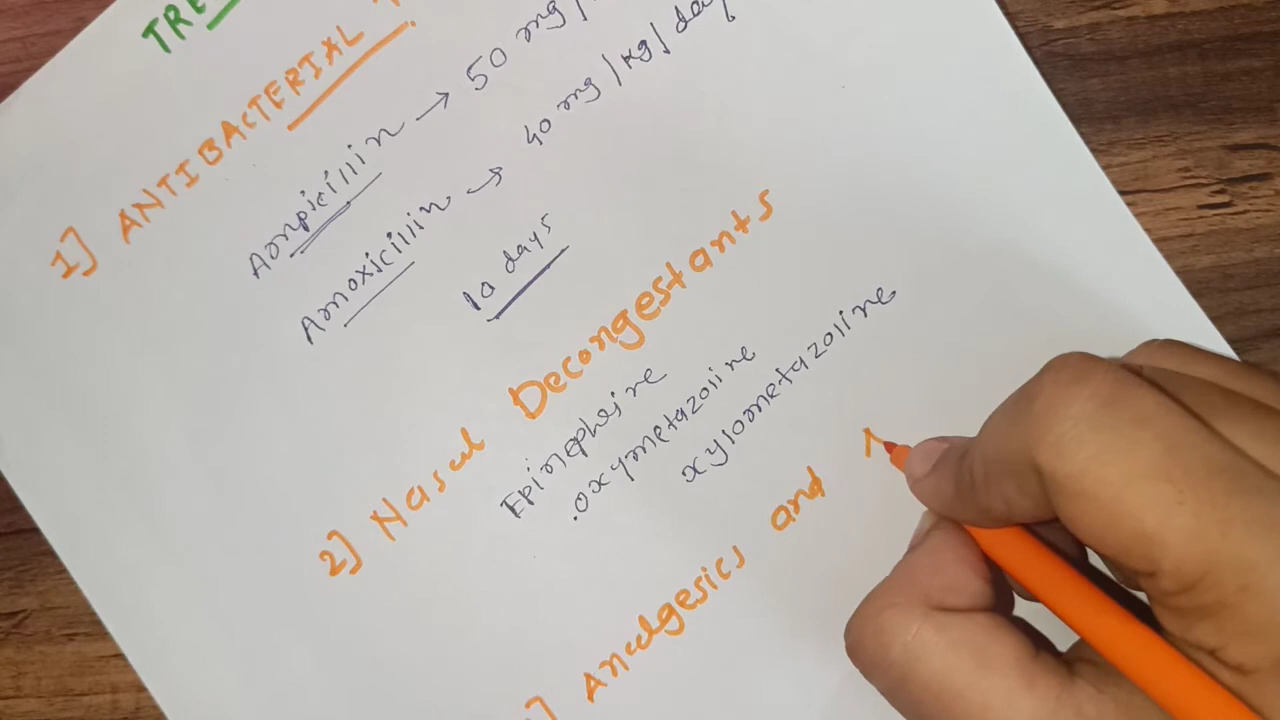 TRE
1] ANTIBACTERIAL
Ampicillin → 50 mg/
Amoxicillin → 40 mg/kg/day
10 days
2] Nasal Decongestants
Epinephrine
.oxymetazoline
xylometazoline
] Analgesics and A